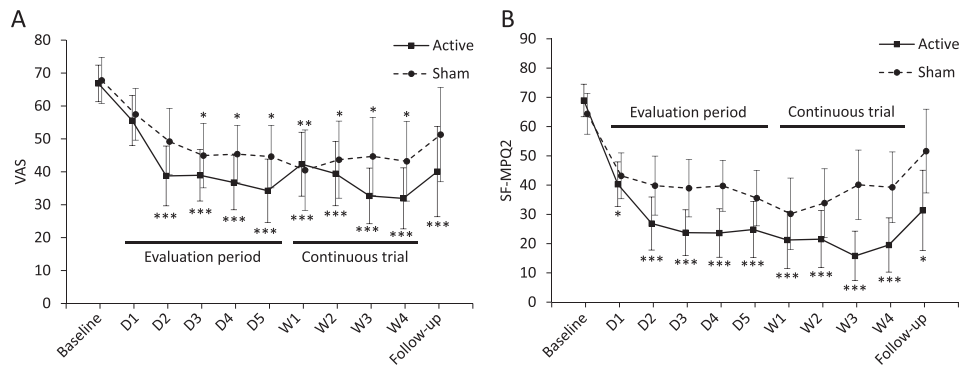 A
80
70
60
50
40
30
20
10
0
VAS
Active
Sham
* * * ** * * *
*** *** *** *** *** *** *** *** ***
Evaluation period
Continuous trial
Baseline D1 D2 D3 D4 D5 W1 W2 W3 W4 Follow-up
B
90
80
70
60
50
40
30
20
10
0
SF-MPQ2
Active
Sham
Evaluation period
Continuous trial
* *** *** *** *** *** *** *** *** *
Baseline D1 D2 D3 D4 D5 W1 W2 W3 W4 Follow-up